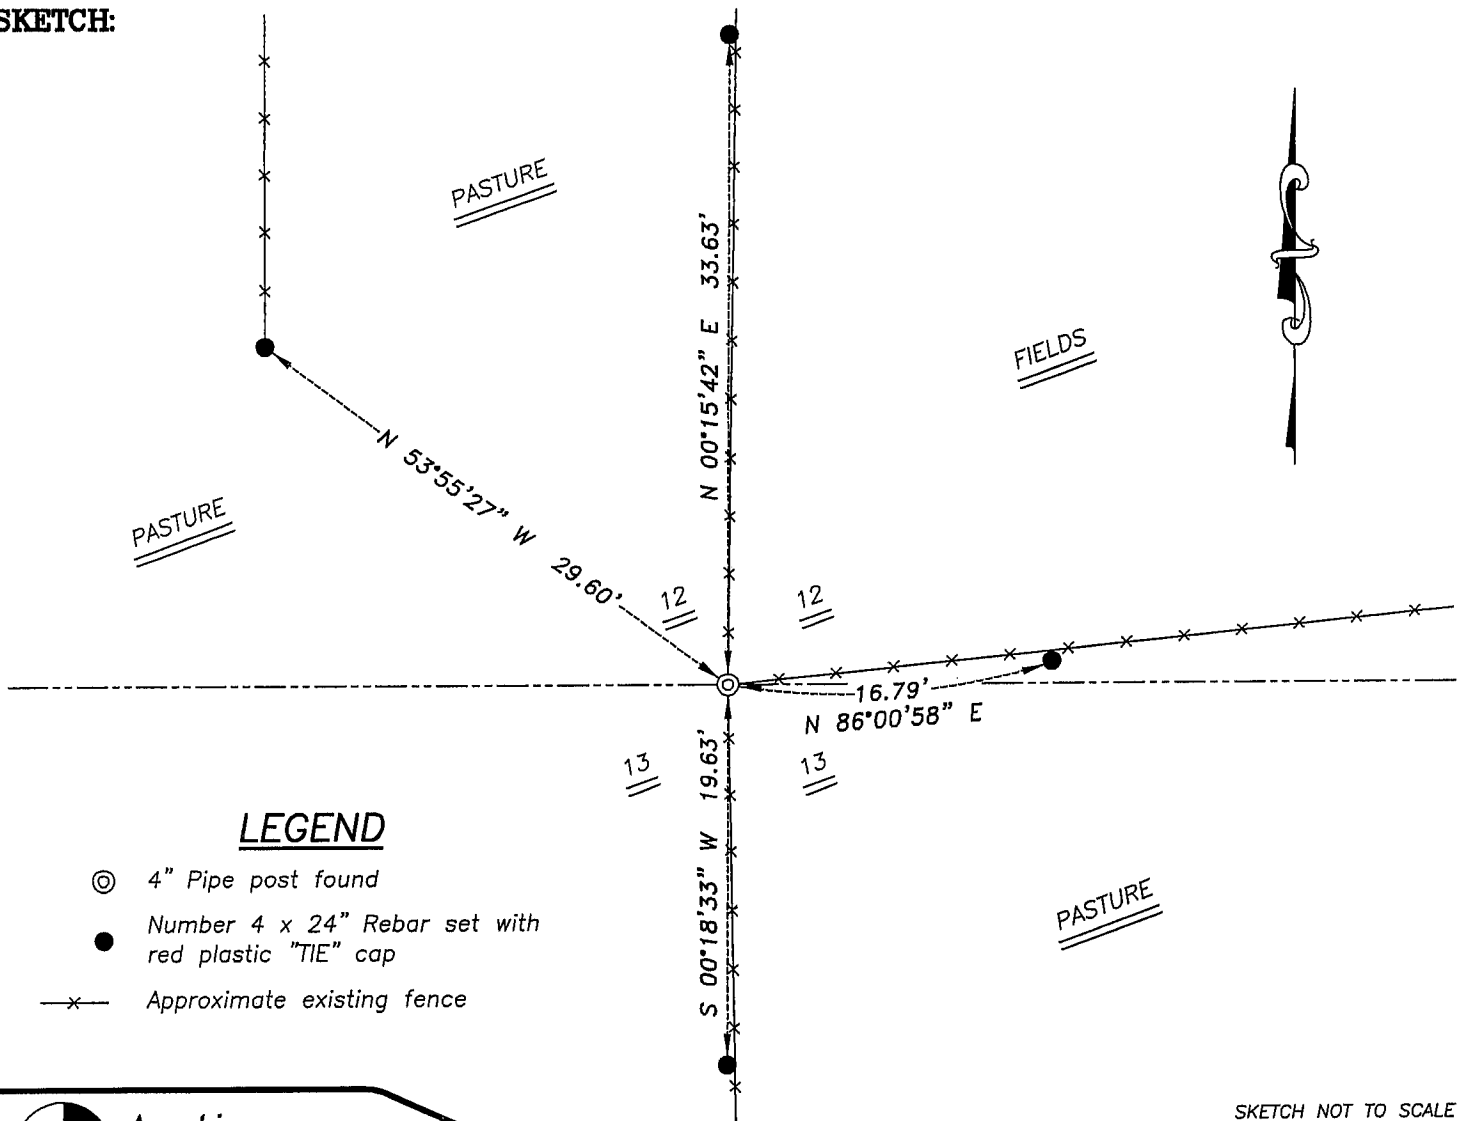 SKETCH:
PASTURE
N 00°15'42" E 33.63'
FIELDS
N 53°55'27" W 29.60'
PASTURE
12
12
16.79'
N 86°00'58" E
13
13
S 00°18'33" W 19.63'
LEGEND
4" Pipe post found
Number 4 x 24" Rebar set with
red plastic "TIE" cap
Approximate existing fence
PASTURE
SKETCH NOT TO SCALE